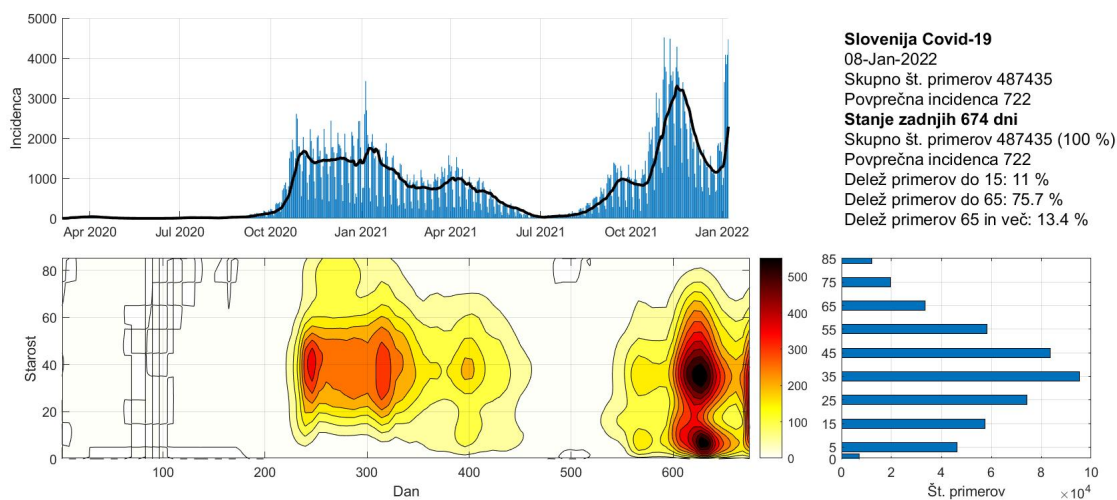 5000
4000
3000
2000
1000
0
Incidenca
Apr 2020
Jul 2020
Oct 2020
Jan 2021
Apr 2021
Jul 2021
Oct 2021
Jan 2022
Slovenija Covid-19
08-Jan-2022
Skupno št. primerov 487435
Povprečna incidenca 722
Stanje zadnjih 674 dni
Skupno št. primerov 487435 (100 %)
Povprečna incidenca 722
Delež primerov do 15: 11 %
Delež primerov do 65: 75.7 %
Delež primerov 65 in več: 13.4 %
80
60
40
20
0
Starost
100
200
300
400
500
600
Dan
500
400
300
200
100
0
85
75
65
55
45
35
25
15
5
0
0
2
4
6
8
10
Št. primerov
×10⁴